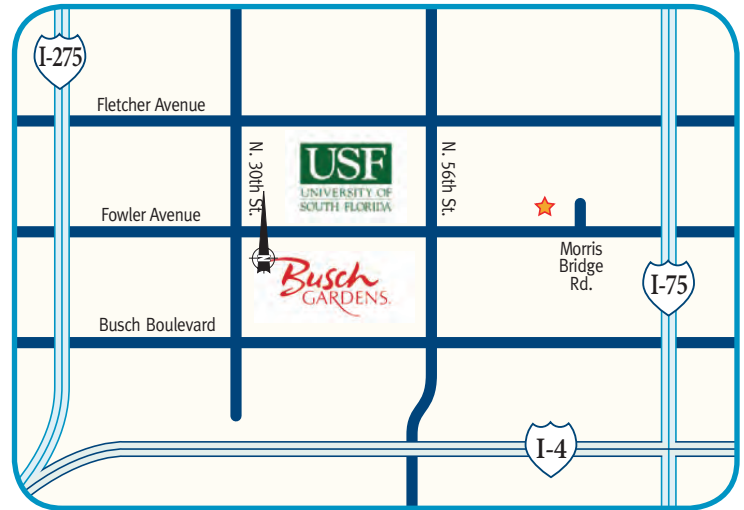 I-275
Fletcher Avenue
N. 30th St.
USF
UNIVERSITY OF
SOUTH FLORIDA
N. 56th St.
Fowler Avenue
N
Busch
GARDENS.
Morris
Bridge
Rd.
I-75
Busch Boulevard
I-4